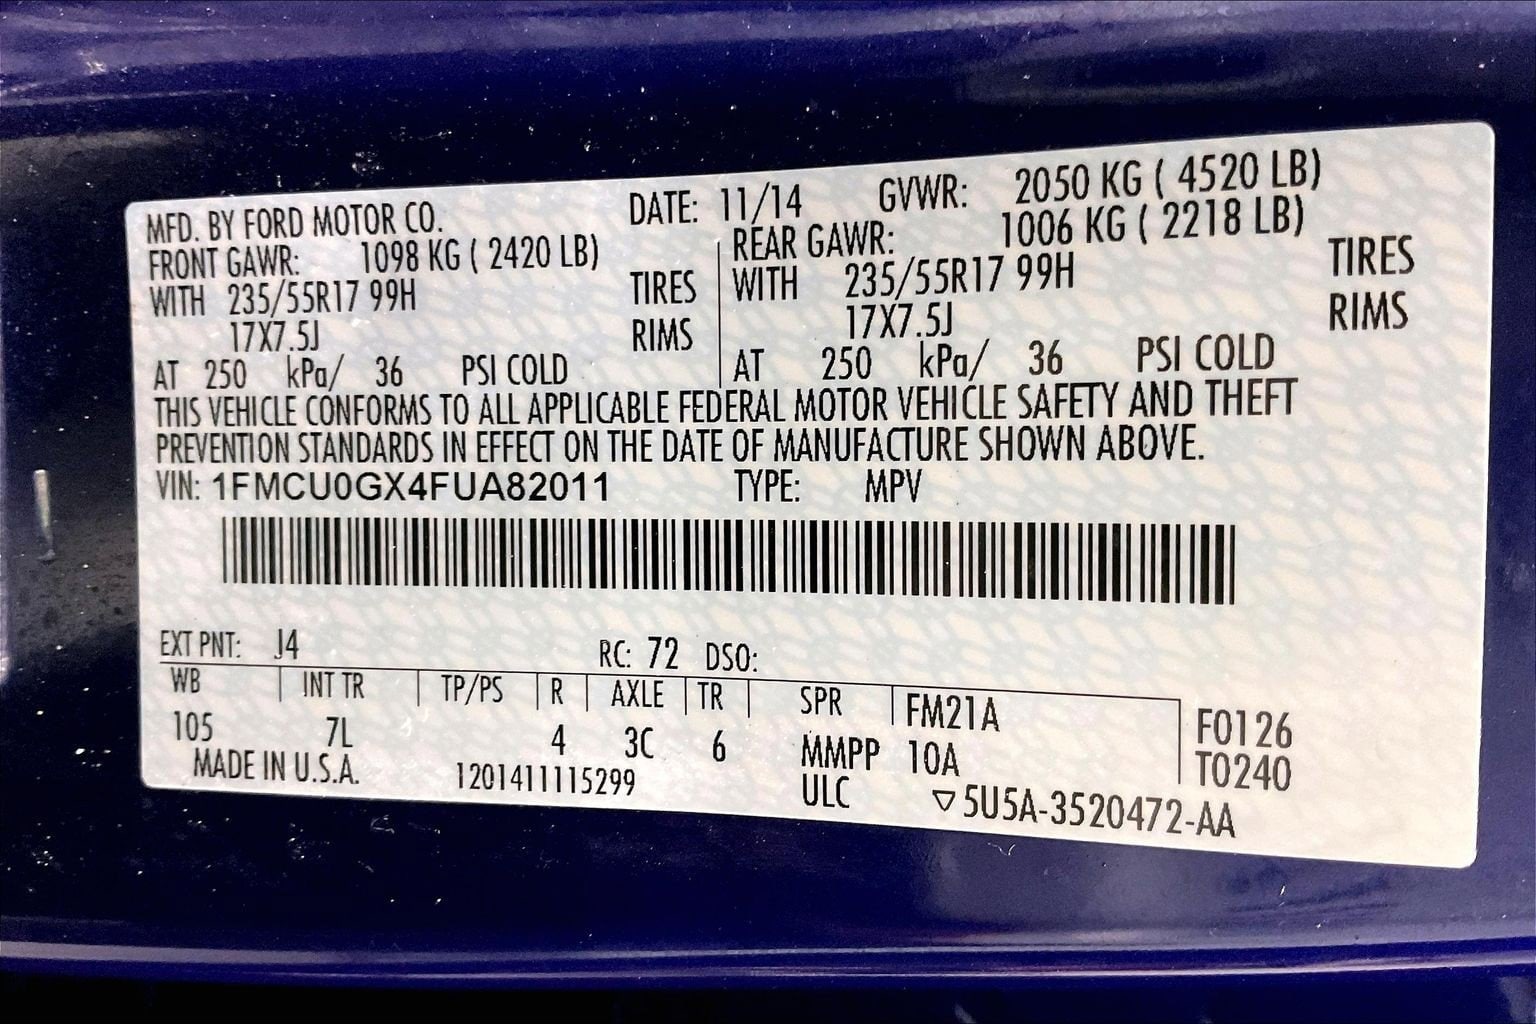 MFD. BY FORD MOTOR CO. DATE: 11/14 GVWR: 2050 KG ( 4520 LB)
FRONT GAWR: 1098 KG ( 2420 LB) REAR GAWR: 1006 KG ( 2218 LB)
WITH 235/55R17 99H TIRES WITH 235/55R17 99H TIRES
17X7.5J RIMS 17X7.5J RIMS
AT 250 kPa/ 36 PSI COLD AT 250 kPa/ 36 PSI COLD
THIS VEHICLE CONFORMS TO ALL APPLICABLE FEDERAL MOTOR VEHICLE SAFETY AND THEFT
PREVENTION STANDARDS IN EFFECT ON THE DATE OF MANUFACTURE SHOWN ABOVE.
VIN: 1FMCU0GX4FUA82011 TYPE: MPV
EXT PNT: J4 RC: 72 DSO:
WB INT TR TP/PS R AXLE TR SPR FM21A F0126
105 7L 4 3C 6 MMPP 10A T0240
MADE IN U.S.A. 1201411115299 ULC ▽5U5A-3520472-AA